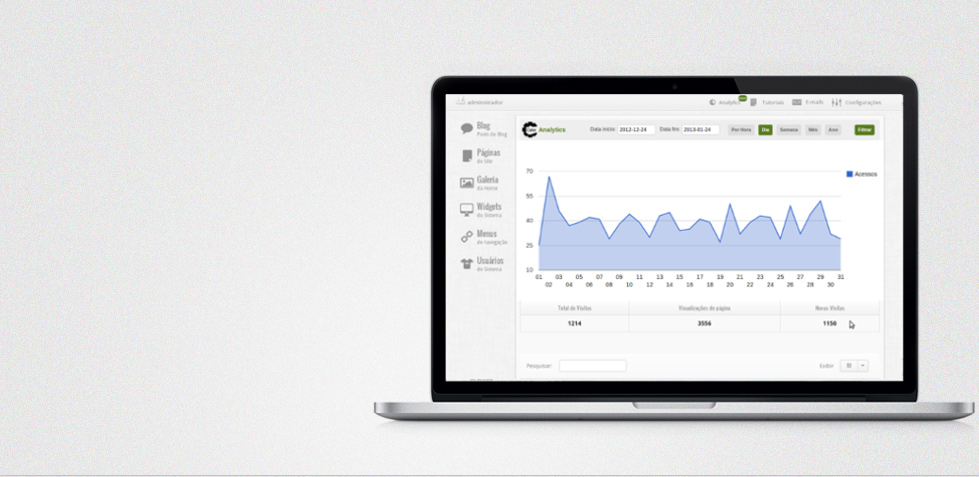 administrador
Analytics
Tutoriais
E-mails
Configurações
Blog
Posts do Blog
Páginas
do Site
Galeria
da Home
Widgets
do Sistema
Menus
de navegação
Usuários
do Sistema
Analytics
Data início: 2012-12-24
Data fim: 2013-01-24
Por Hora
Dia
Semana
Mês
Ano
Filtrar
70
55
40
25
10
Acessos
01 03 05 07 09 11 13 15 17 19 21 23 25 27 29 31
02 04 06 08 10 12 14 16 18 20 22 24 26 28 30
Total de Visitas
Visualizações de página
Novas Visitas
1214
3556
1150
Pesquisar:
Exibir